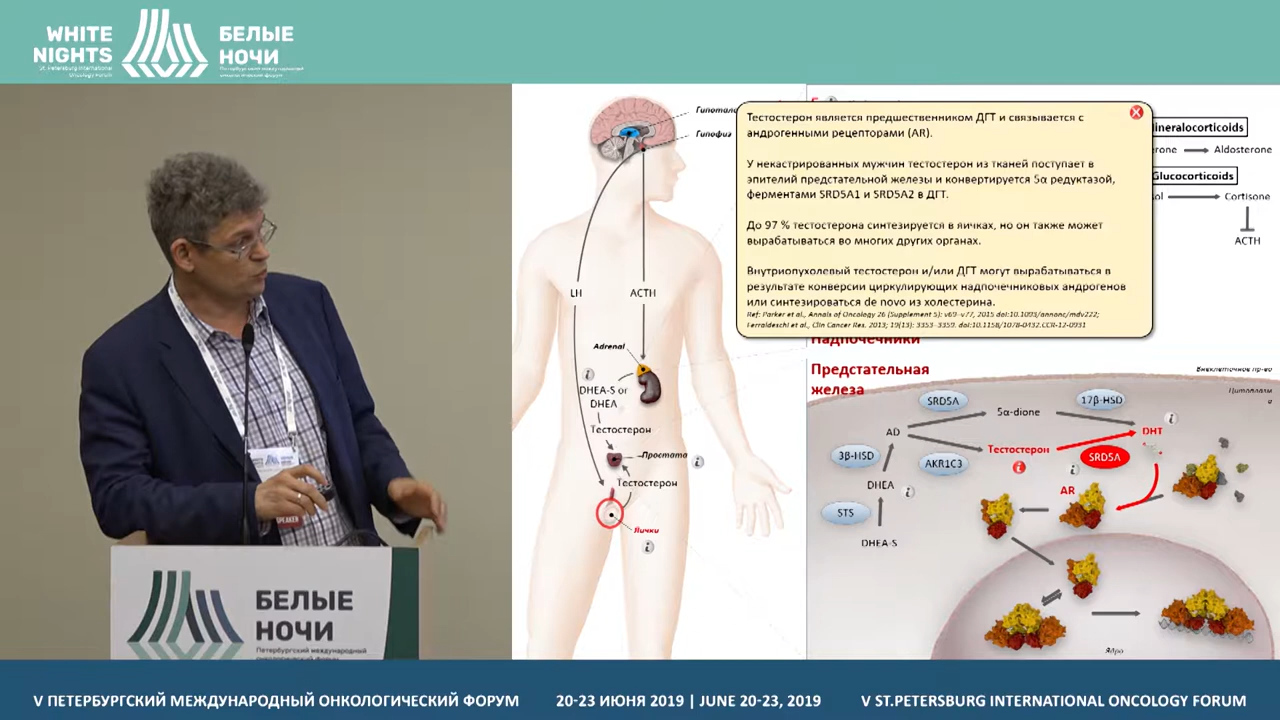 WHITE
NIGHTS
St. Petersburg International
Oncology Forum
БЕЛЫЕ
НОЧИ
Петербургский международный
онкологический форум
SPEAKER
БЕЛЫЕ
НОЧИ
Петербургский международный
онкологический форум
Гипотала
Гипофиз
LH
ACTH
Adrenal
DHEA-S or
DHEA
Тестостерон
Простата
Тестостерон
Яички
Тестостерон является предшественником ДГТ и связывается с
андрогенными рецепторами (AR).
У некастрированных мужчин тестостерон из тканей поступает в
эпителий предстательной железы и конвертируется 5α редуктазой,
ферментами SRD5A1 и SRD5A2 в ДГТ.
До 97 % тестостерона синтезируется в яичках, но он также может
вырабатываться во многих других органах.
Внутриопухолевый тестостерон и/или ДГТ могут вырабатываться в
результате конверсии циркулирующих надпочечниковых андрогенов
или синтезироваться de novo из холестерина.
Ref: Parker et al., Annals of Oncology 26 (Supplement 5): v69–v77, 2015 doi:10.1093/annonc/mdv222;
Ferraldeschi et al., Clin Cancer Res. 2013; 19(13): 3353–3359. doi:10.1158/1078-0432.CCR-12-0931
ineralocorticoids
erone
Aldosterone
Glucocorticoids
ol
Cortisone
ACTH
Надпочечники
Предстательная
железа
Внеклеточное пр-во
Цитоплазм
а
SRD5A
5α-dione
17β-HSD
AD
DHT
Тестостерон
3β-HSD
AKR1C3
SRD5A
DHEA
AR
STS
DHEA-S
Ядро
V ПЕТЕРБУРГСКИЙ МЕЖДУНАРОДНЫЙ ОНКОЛОГИЧЕСКИЙ ФОРУМ
20-23 ИЮНЯ 2019 | JUNE 20-23, 2019
V ST.PETERSBURG INTERNATIONAL ONCOLOGY FORUM